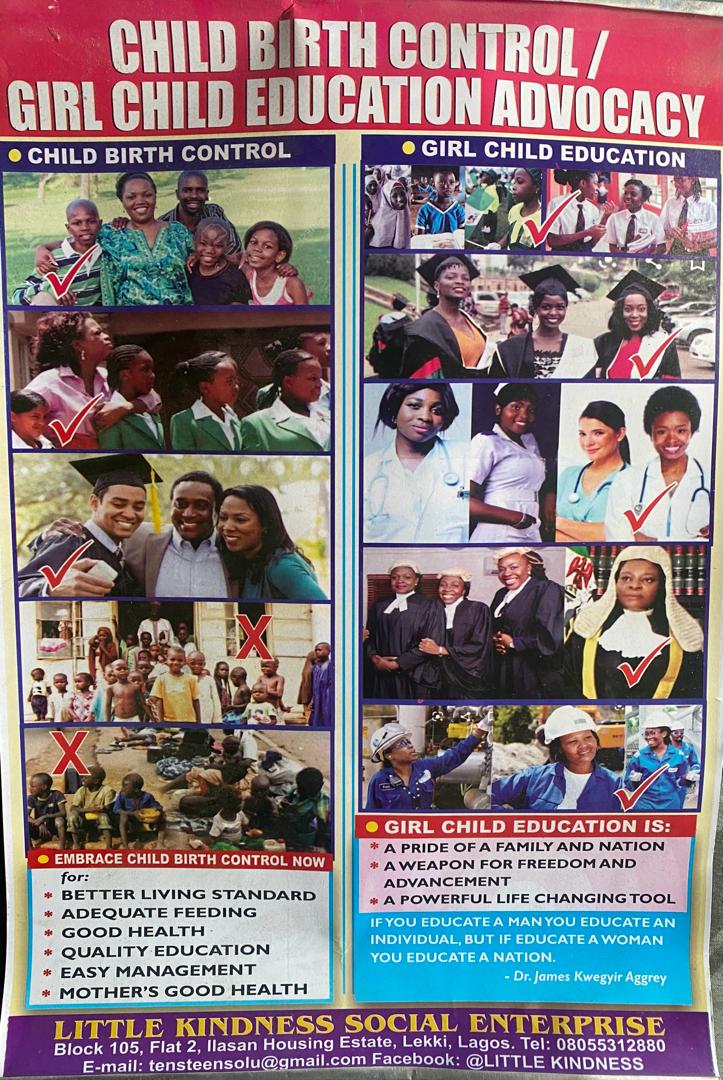 CHILD BIRTH CONTROL /
GIRL CHILD EDUCATION ADVOCACY
CHILD BIRTH CONTROL
X
X
EMBRACE CHILD BIRTH CONTROL NOW
for:
* BETTER LIVING STANDARD
* ADEQUATE FEEDING
* GOOD HEALTH
* QUALITY EDUCATION
* EASY MANAGEMENT
* MOTHER'S GOOD HEALTH
GIRL CHILD EDUCATION
GIRL CHILD EDUCATION IS:
* A PRIDE OF A FAMILY AND NATION
* A WEAPON FOR FREEDOM AND
ADVANCEMENT
* A POWERFUL LIFE CHANGING TOOL
IF YOU EDUCATE A MAN YOU EDUCATE AN
INDIVIDUAL, BUT IF EDUCATE A WOMAN
YOU EDUCATE A NATION.
- Dr. James Kwegyir Aggrey
LITTLE KINDNESS SOCIAL ENTERPRISE
Block 105, Flat 2, Ilasan Housing Estate, Lekki, Lagos. Tel: 08055312880
E-mail: tensteensolu@gmail.com Facebook: @LITTLE KINDNESS